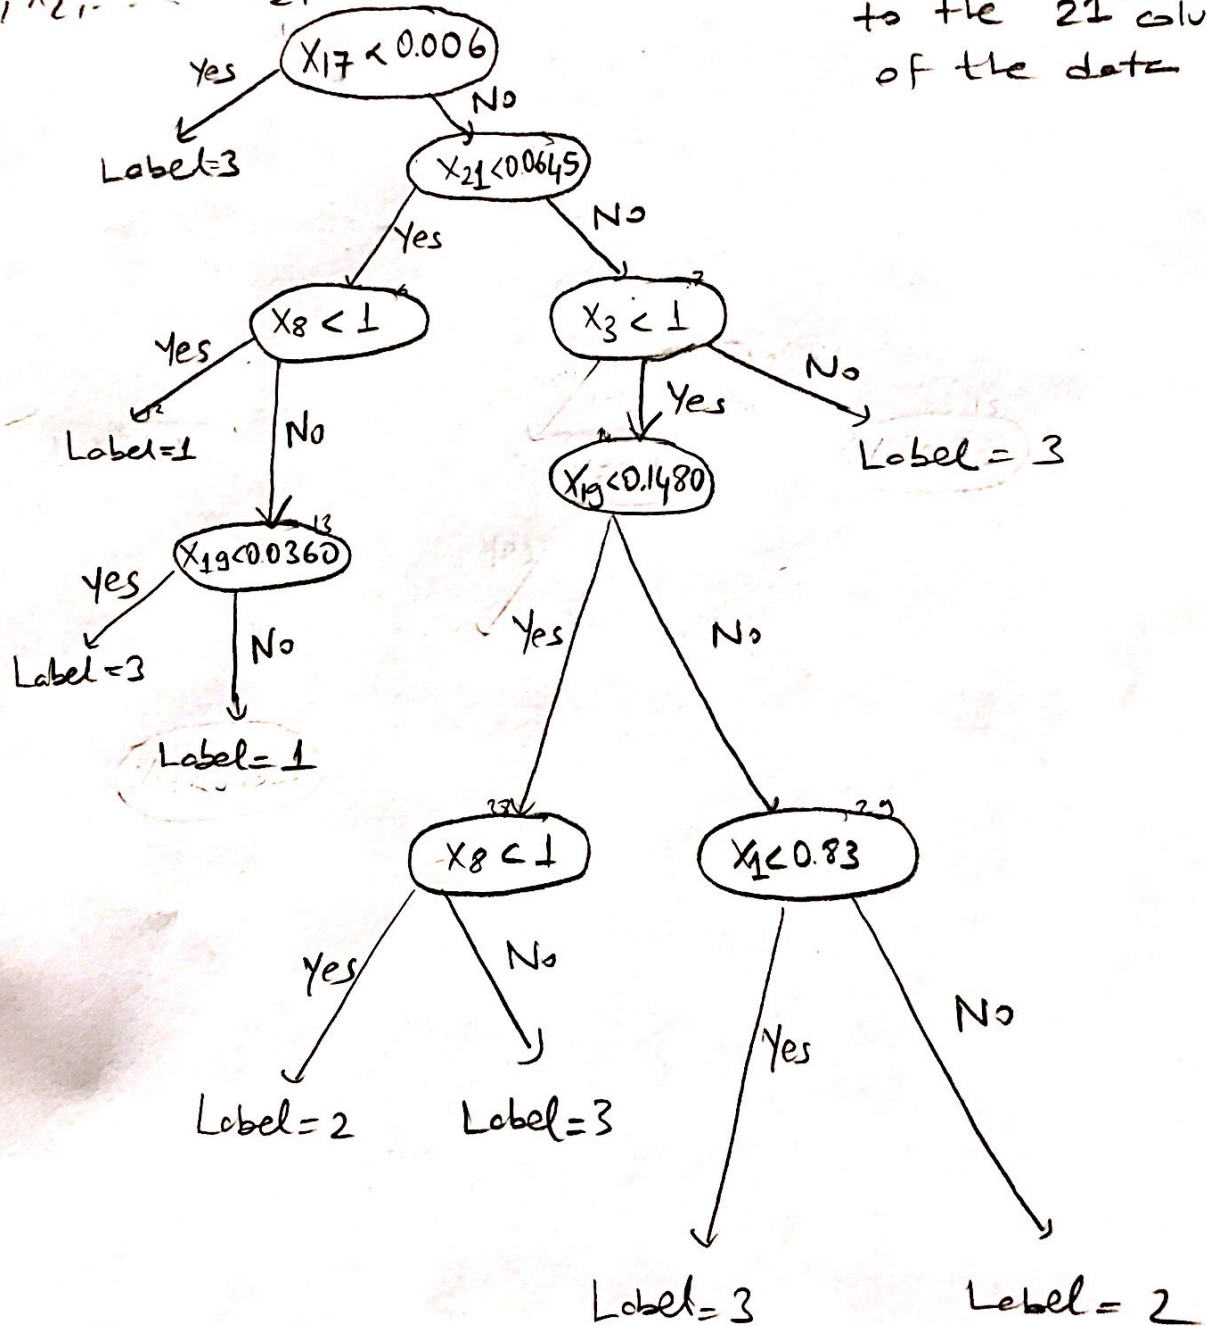 to the 21 colu
of the data
X17 < 0.006
Yes
No
Label=3
X21<0.0645
Yes
No
X8 < 1
X3 < 1
Yes
No
Yes
No
Label=1
Label = 3
X19<0.1480
X19<0.0360
Yes
No
Yes
No
Label=3
Label=1
X8 < 1
X1<0.83
Yes
No
Yes
No
Label=2
Label=3
Label=3
Label=2